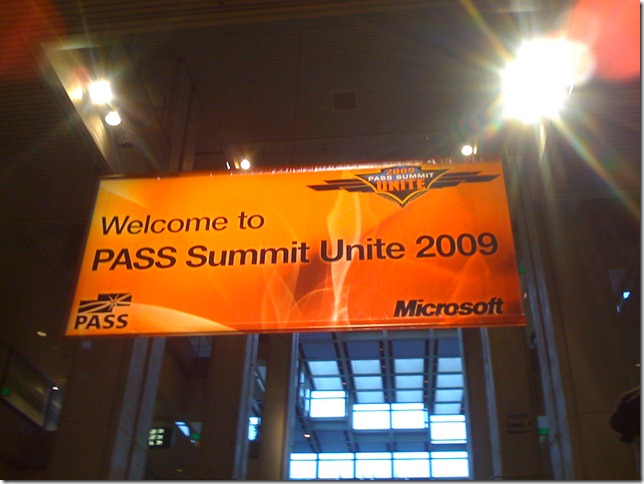 2009
PASS SUMMIT
UNITE
Welcome to
PASS Summit Unite 2009
PASS
Microsoft